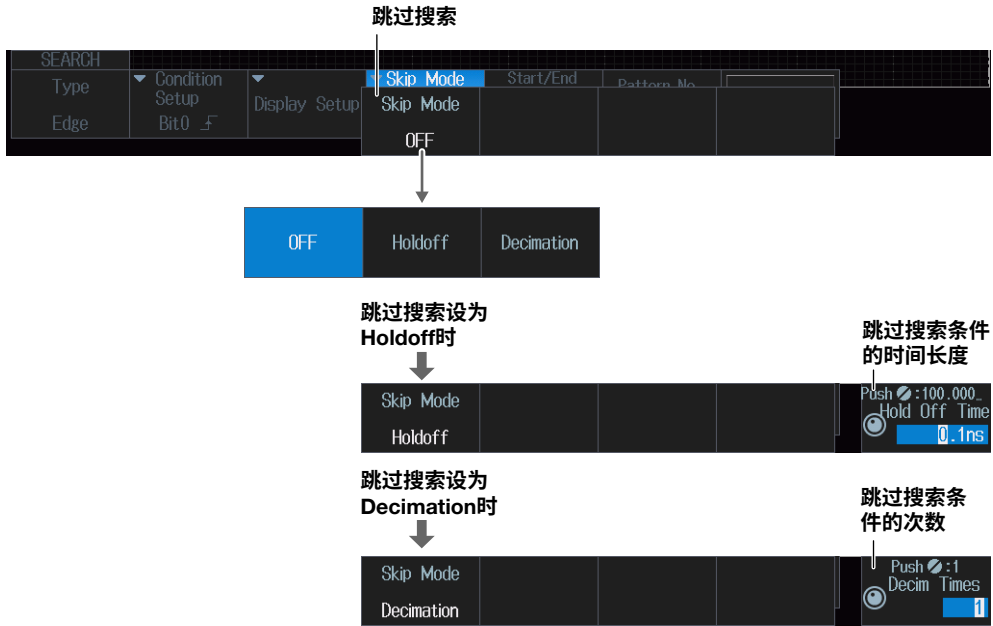 跳过搜索
SEARCH
Type
Edge
Condition
Setup
Bit0
Display Setup
Skip Mode
Start/End
Pattern No.
Skip Mode
OFF
OFF
Holdoff
Decimation
跳过搜索设为
Holdoff时
跳过搜索条件
的时间长度
Skip Mode
Holdoff
Push :100.000_
Hold Off Time
0.1ns
跳过搜索设为
Decimation时
跳过搜索条
件的次数
Skip Mode
Decimation
Push :1
Decim Times
1